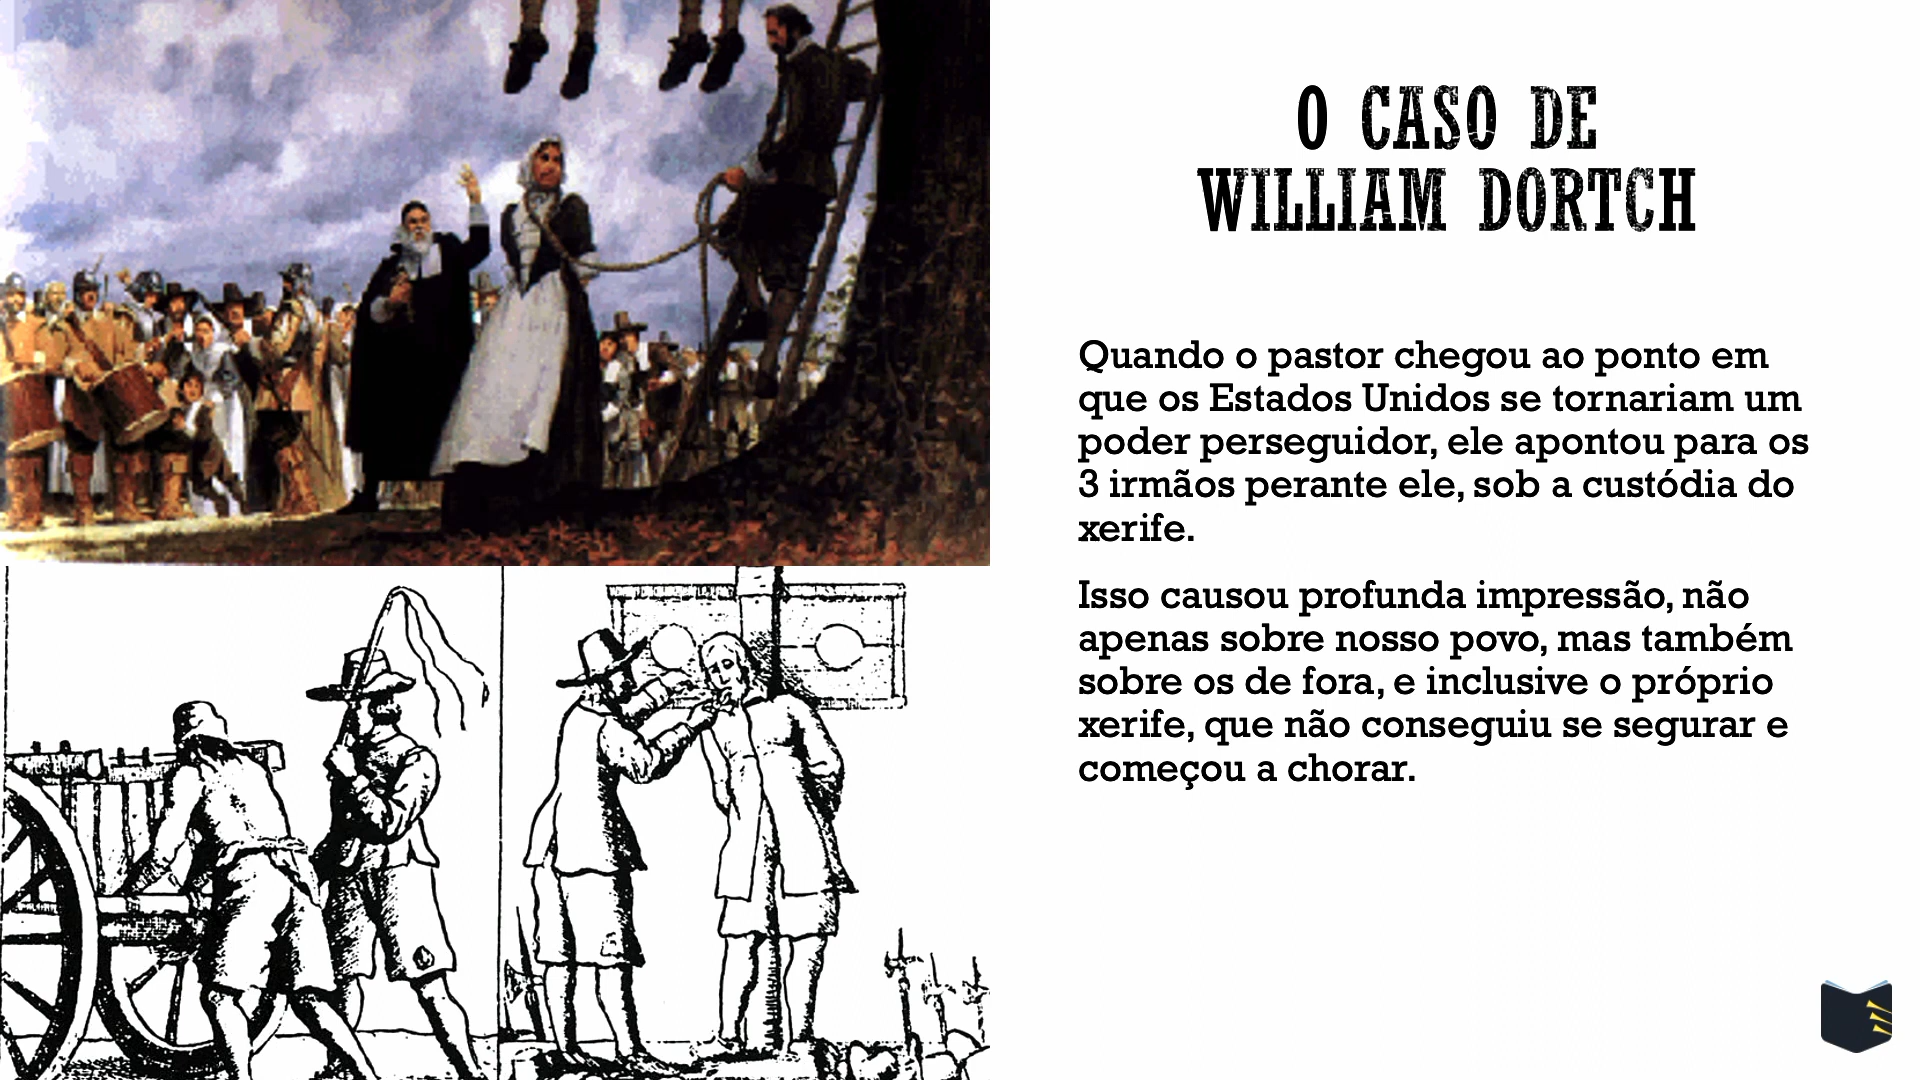 O CASO DE
WILLIAM DORTCH
Quando o pastor chegou ao ponto em
que os Estados Unidos se tornariam um
poder perseguidor, ele apontou para os
3 irmãos perante ele, sob a custódia do
xerife.
Isso causou profunda impressão, não
apenas sobre nosso povo, mas também
sobre os de fora, e inclusive o próprio
xerife, que não conseguiu se segurar e
começou a chorar.